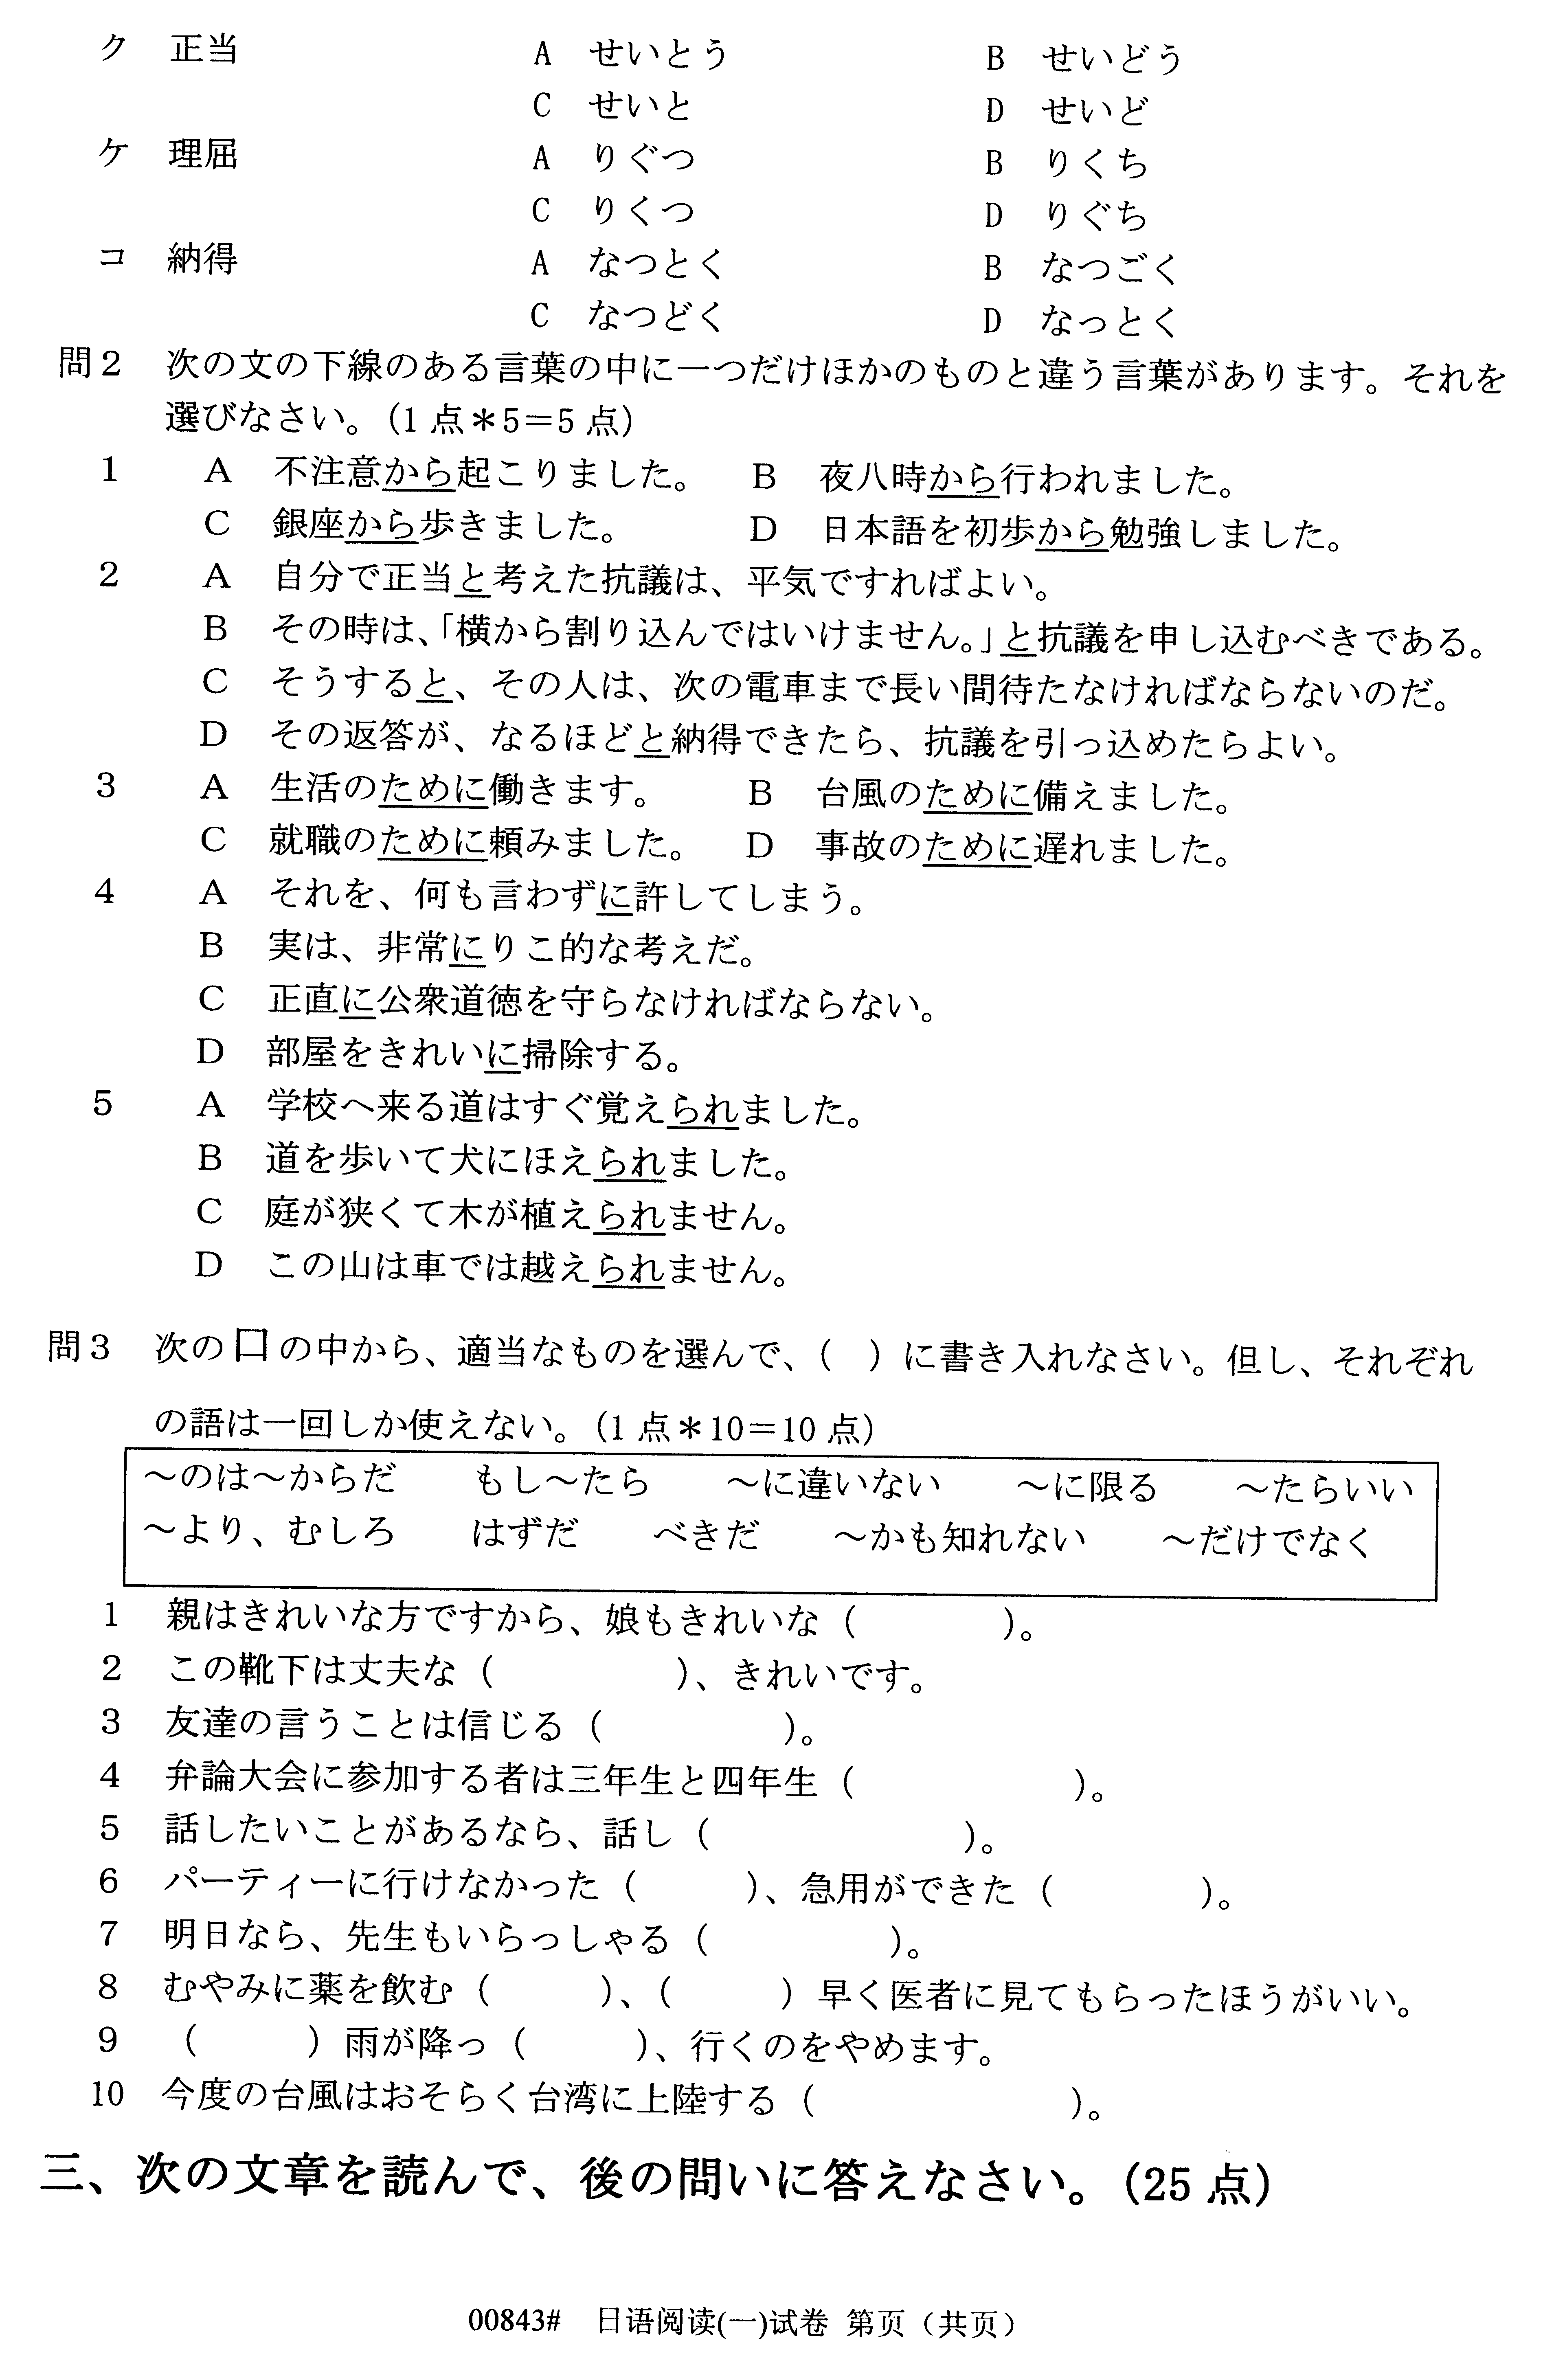 ク　正当　A　せいとう　B　せいどう
C　せいと　D　せいど
ケ　理屈　A　りぐつ　B　りくち
C　りくつ　D　りぐち
コ　納得　A　なつとく　B　なつごく
C　なつどく　D　なっとく
問２　次の文の下線のある言葉の中に一つだけほかのものと違う言葉があります。それを
選びなさい。（1 点＊5＝5 点）
1　A　不注意から起こりました。　B　夜八時から行われました。
C　銀座から歩きました。　D　日本語を初歩から勉強しました。
2　A　自分で正当と考えた抗議は、平気ですればよい。
B　その時は、「横から割り込んではいけません。」と抗議を申し込むべきである。
C　そうすると、その人は、次の電車まで長い間待たなければならないのだ。
D　その返答が、なるほどと納得できたら、抗議を引っ込めたらよい。
3　A　生活のために働きます。　B　台風のために備えました。
C　就職のために頼みました。　D　事故のために遅れました。
4　A　それを、何も言わずに許してしまう。
B　実は、非常にりこ的な考えだ。
C　正直に公衆道徳を守らなければならない。
D　部屋をきれいに掃除する。
5　A　学校へ来る道はすぐ覚えられました。
B　道を歩いて犬にほえられました。
C　庭が狭くて木が植えられません。
D　この山は車では越えられません。
問３　次の口の中から、適当なものを選んで、（　）に書き入れなさい。但し、それぞれ
の語は一回しか使えない。（1 点＊10＝10 点）
～のは～からだ　もし～たら　～に違いない　～に限る　～たらいい
～より、むしろ　はずだ　べきだ　～かも知れない　～だけでなく
1　親はきれいな方ですから、娘もきれいな（　　　）。
2　この靴下は丈夫な（　　　）、きれいです。
3　友達の言うことは信じる（　　　）。
4　弁論大会に参加する者は三年生と四年生（　　　）。
5　話したいことがあるなら、話し（　　　）。
6　パーティーに行けなかった（　　　）、急用ができた（　　　）。
7　明日なら、先生もいらっしゃる（　　　）。
8　むやみに薬を飲む（　　　）、（　　　）早く医者に見てもらったほうがいい。
9　（　　　）雨が降っ（　　　）、行くのをやめます。
10　今度の台風はおそらく台湾に上陸する（　　　）。
三、次の文章を読んで、後の問いに答えなさい。（25 点）
00843#　日语阅读(一)试卷 第页（共页）